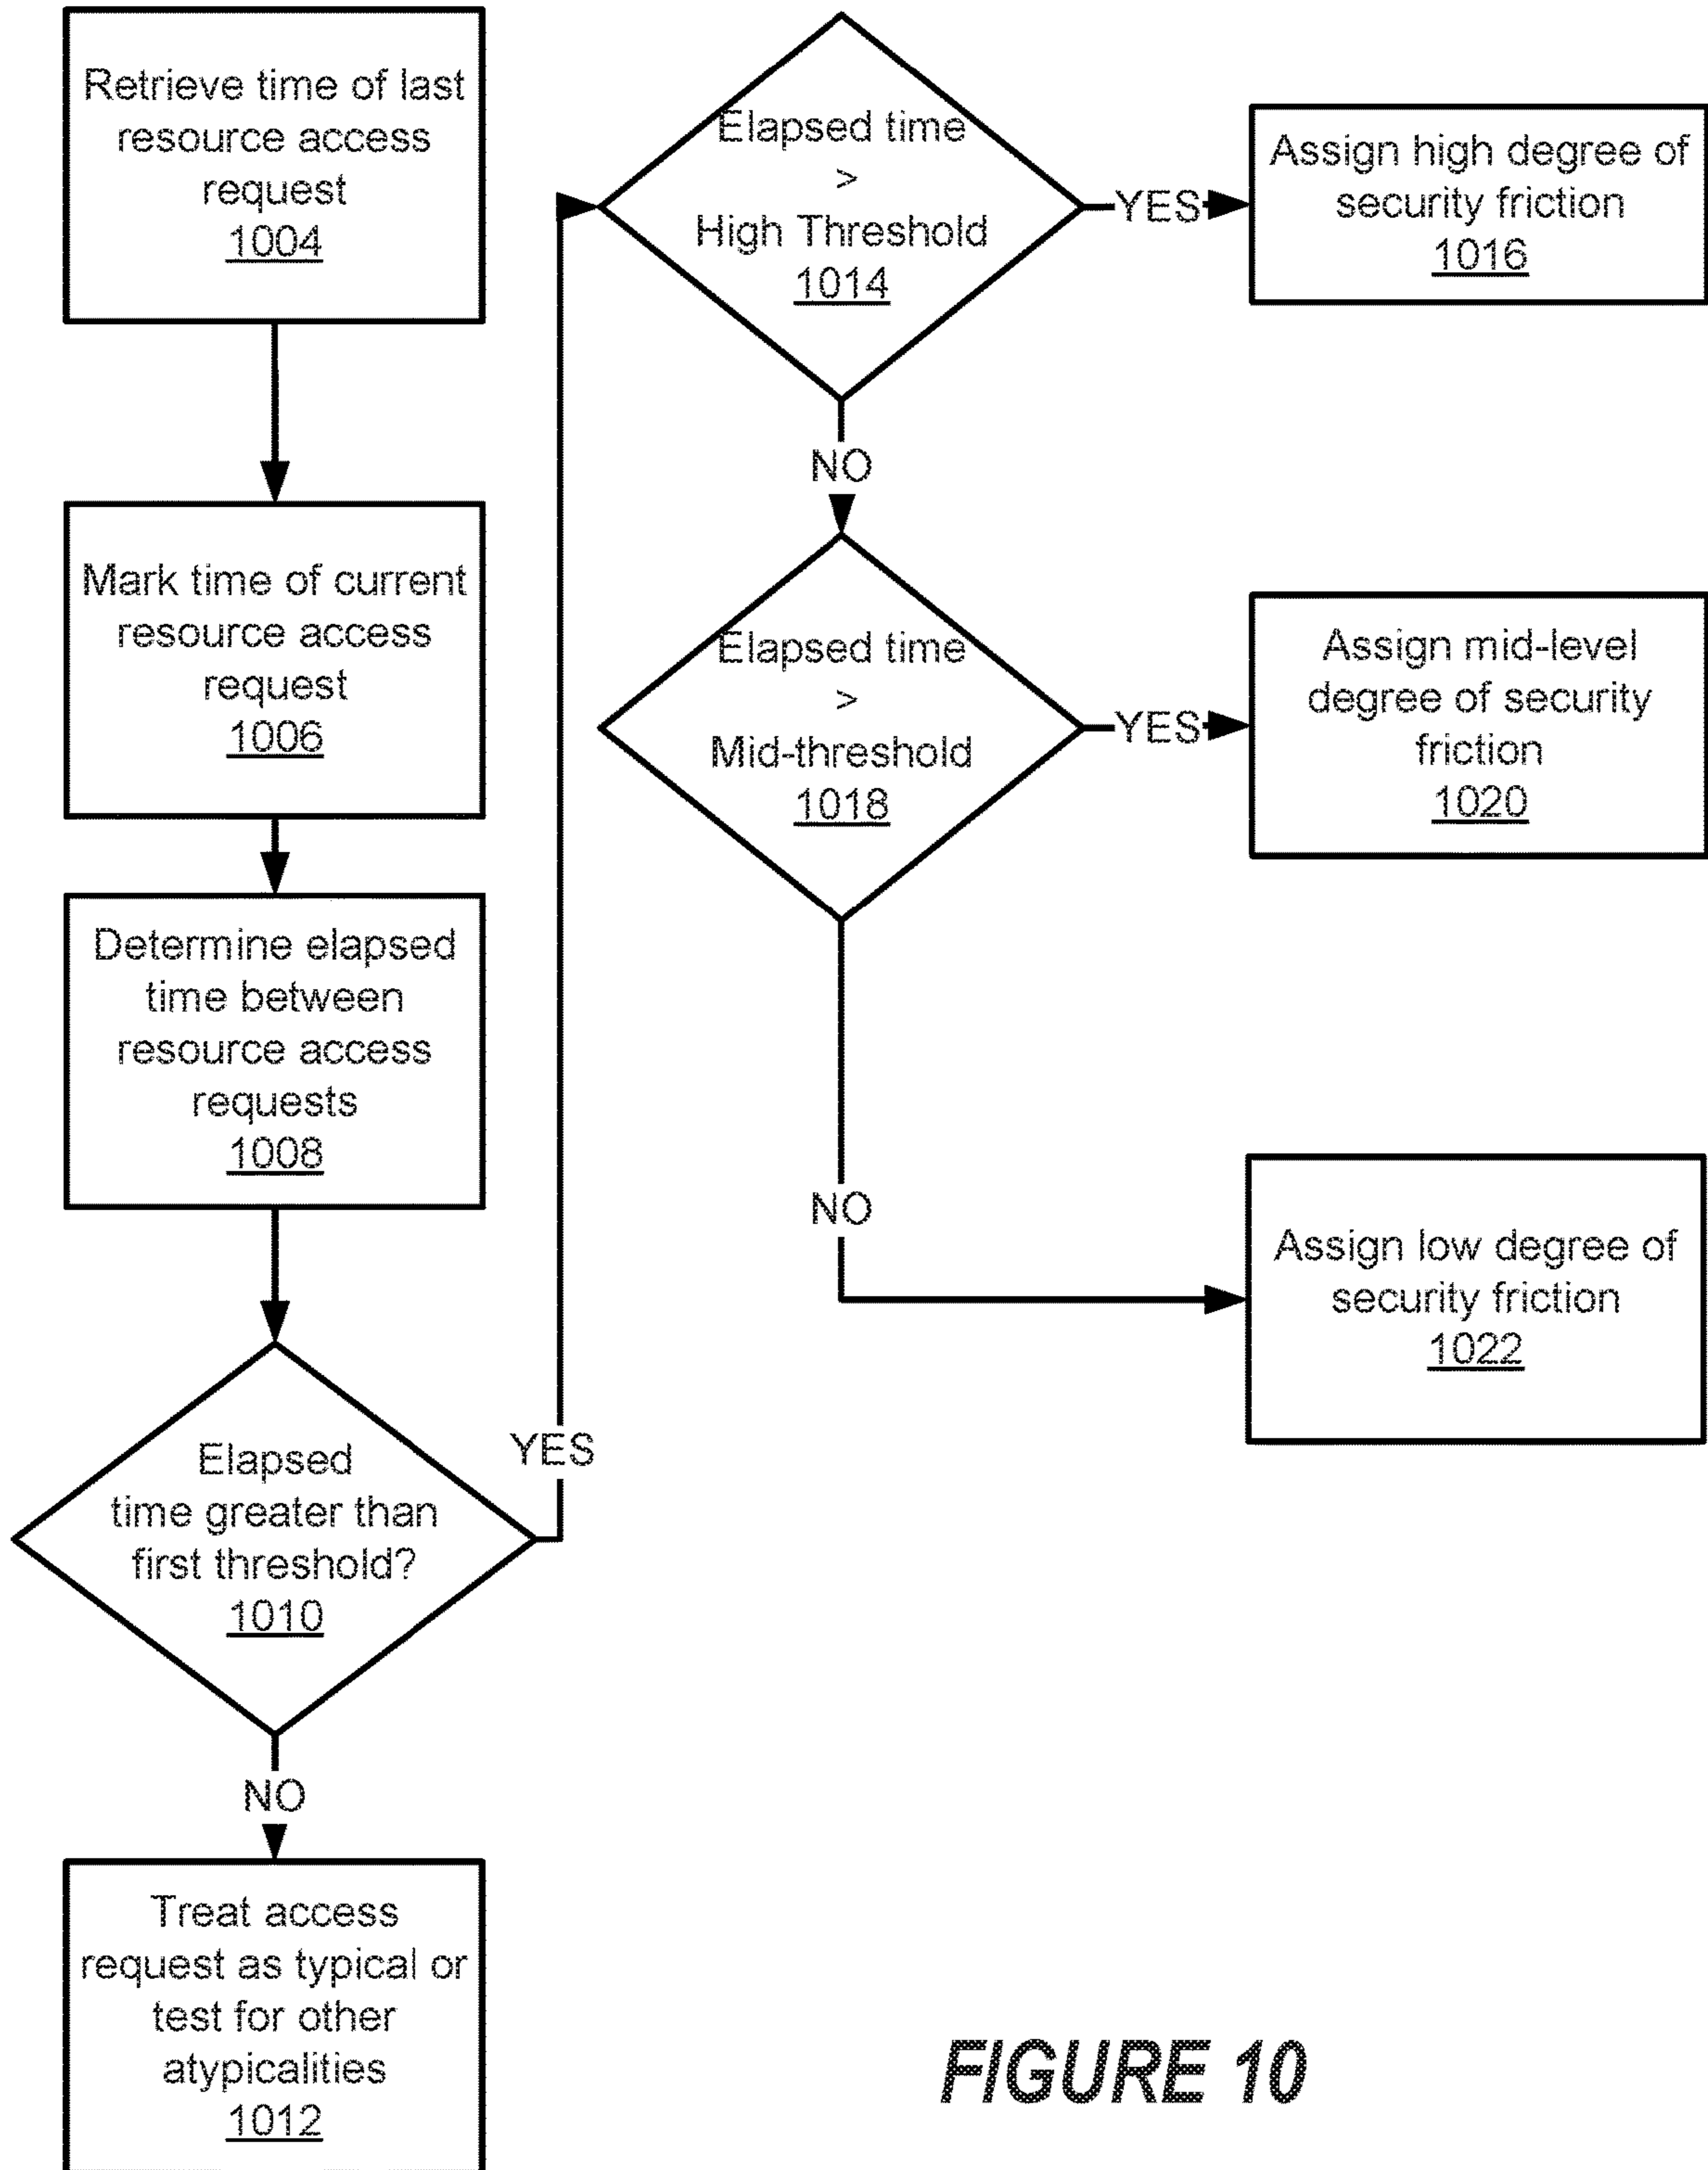 Retrieve time of last
resource access
request
1004
Mark time of current
resource access
request
1006
Determine elapsed
time between
resource access
requests
1008
Elapsed
time greater than
first threshold?
1010
YES
NO
Treat access
request as typical or
test for other
atypicalities
1012
Elapsed time
>
High Threshold
1014
YES
Assign high degree of
security friction
1016
NO
Elapsed time
>
Mid-threshold
1018
YES
Assign mid-level
degree of security
friction
1020
NO
Assign low degree of
security friction
1022
FIGURE 10